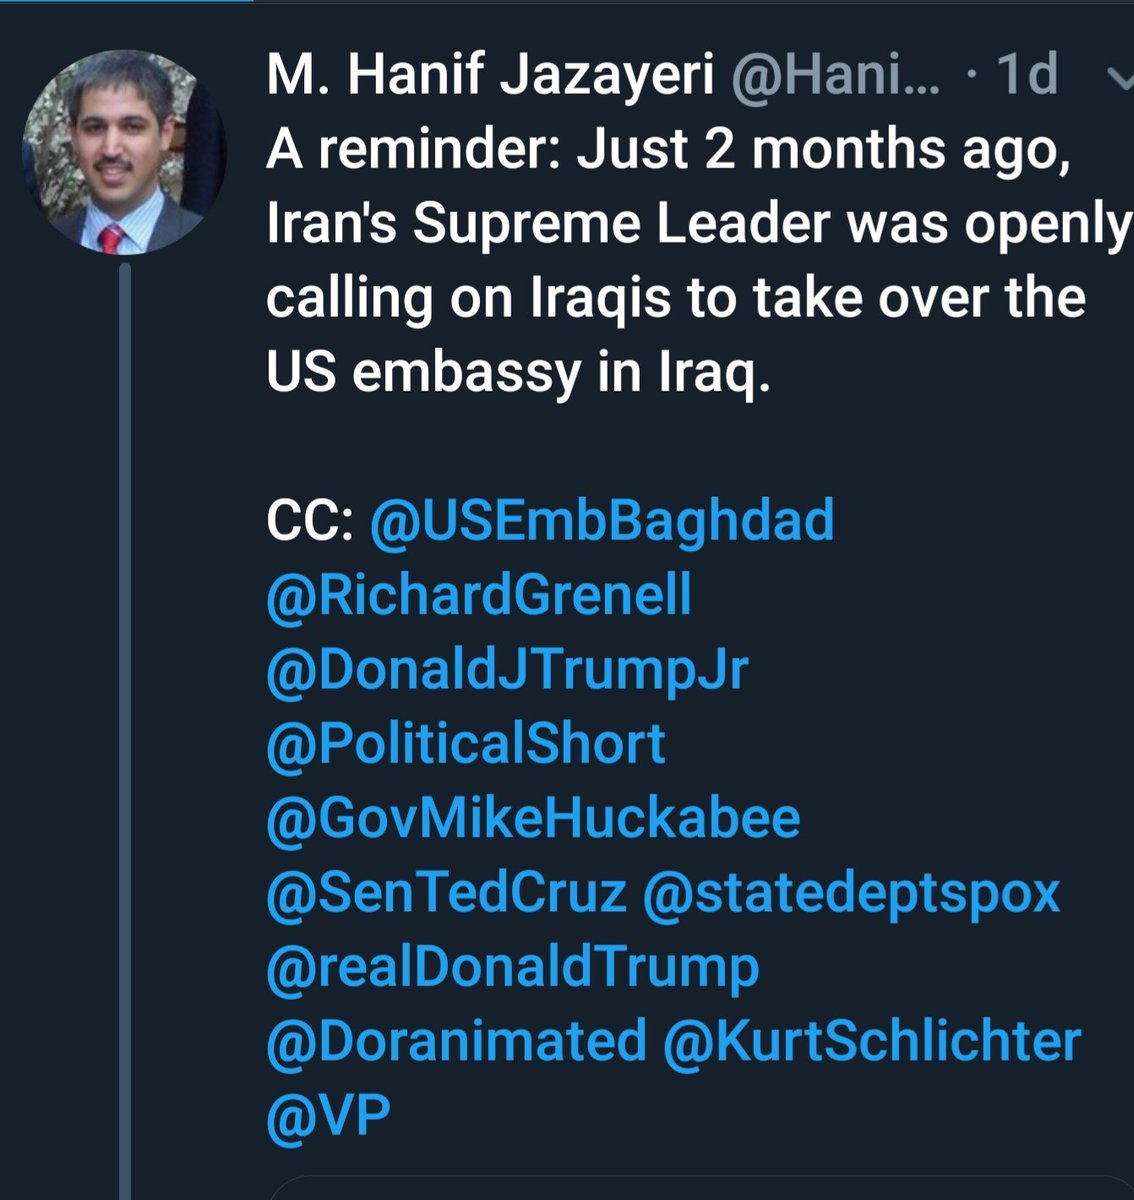 M. Hanif Jazayeri @Hani... · 1d
A reminder: Just 2 months ago,
Iran's Supreme Leader was openly
calling on Iraqis to take over the
US embassy in Iraq.
CC: @USEmbBaghdad
@RichardGrenell
@DonaldJTrumpJr
@PoliticalShort
@GovMikeHuckabee
@SenTedCruz @statedeptspox
@realDonaldTrump
@Doranimated @KurtSchlichter
@VP